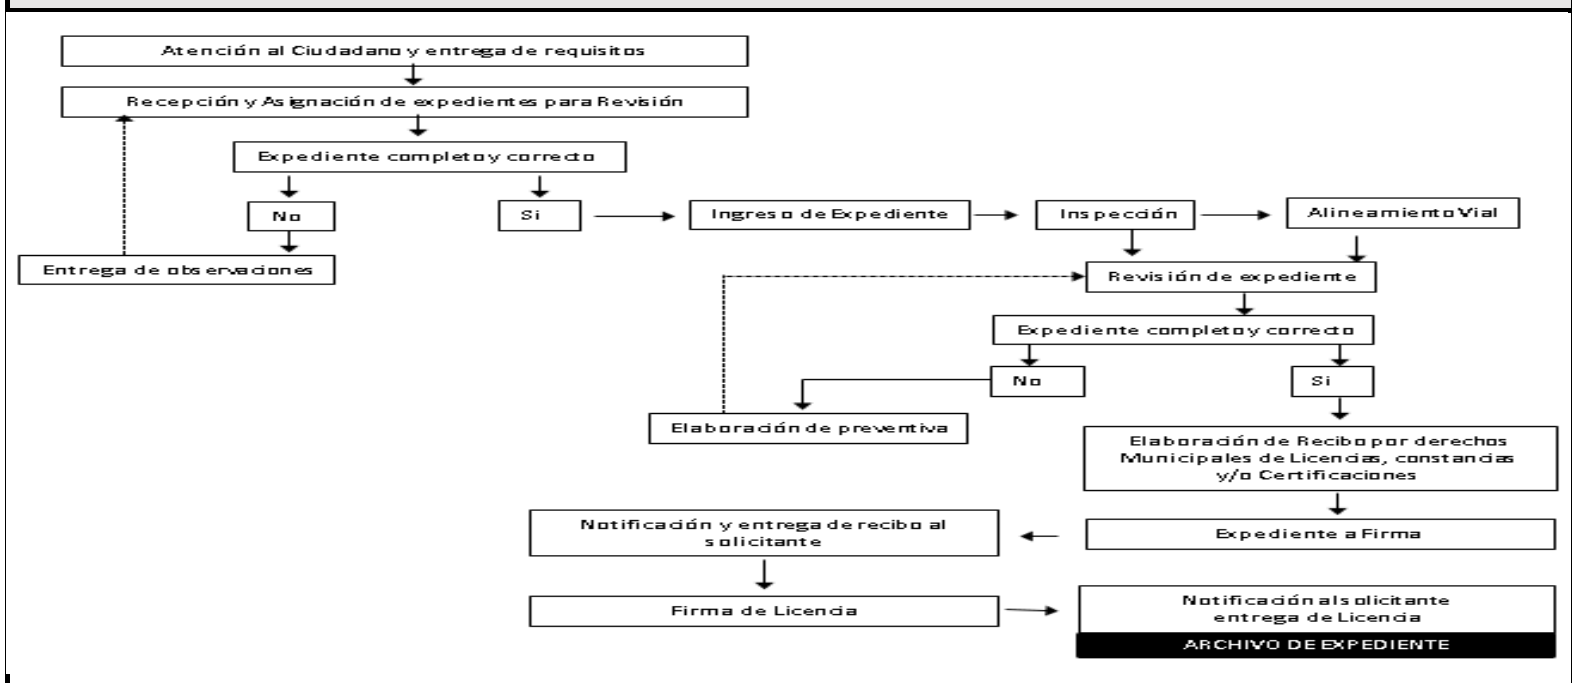 Atención al Ciudadano y entrega de requisitos
Recepción y Asignación de expedientes para Revisión
Expediente completo y correcto
No
Si
Ingreso de Expediente
Inspección
Alineamiento Vial
Entrega de observaciones
Revisión de expediente
Expediente completo y correcto
No
Si
Elaboración de preventiva
Elaboración de Recibo por derechos
Municipales de Licencias, constancias
y/o Certificaciones
Expediente a Firma
Notificación y entrega de recibo al
solicitante
Firma de Licencia
Notificación al solicitante
entrega de Licencia
ARCHIVO DE EXPEDIENTE